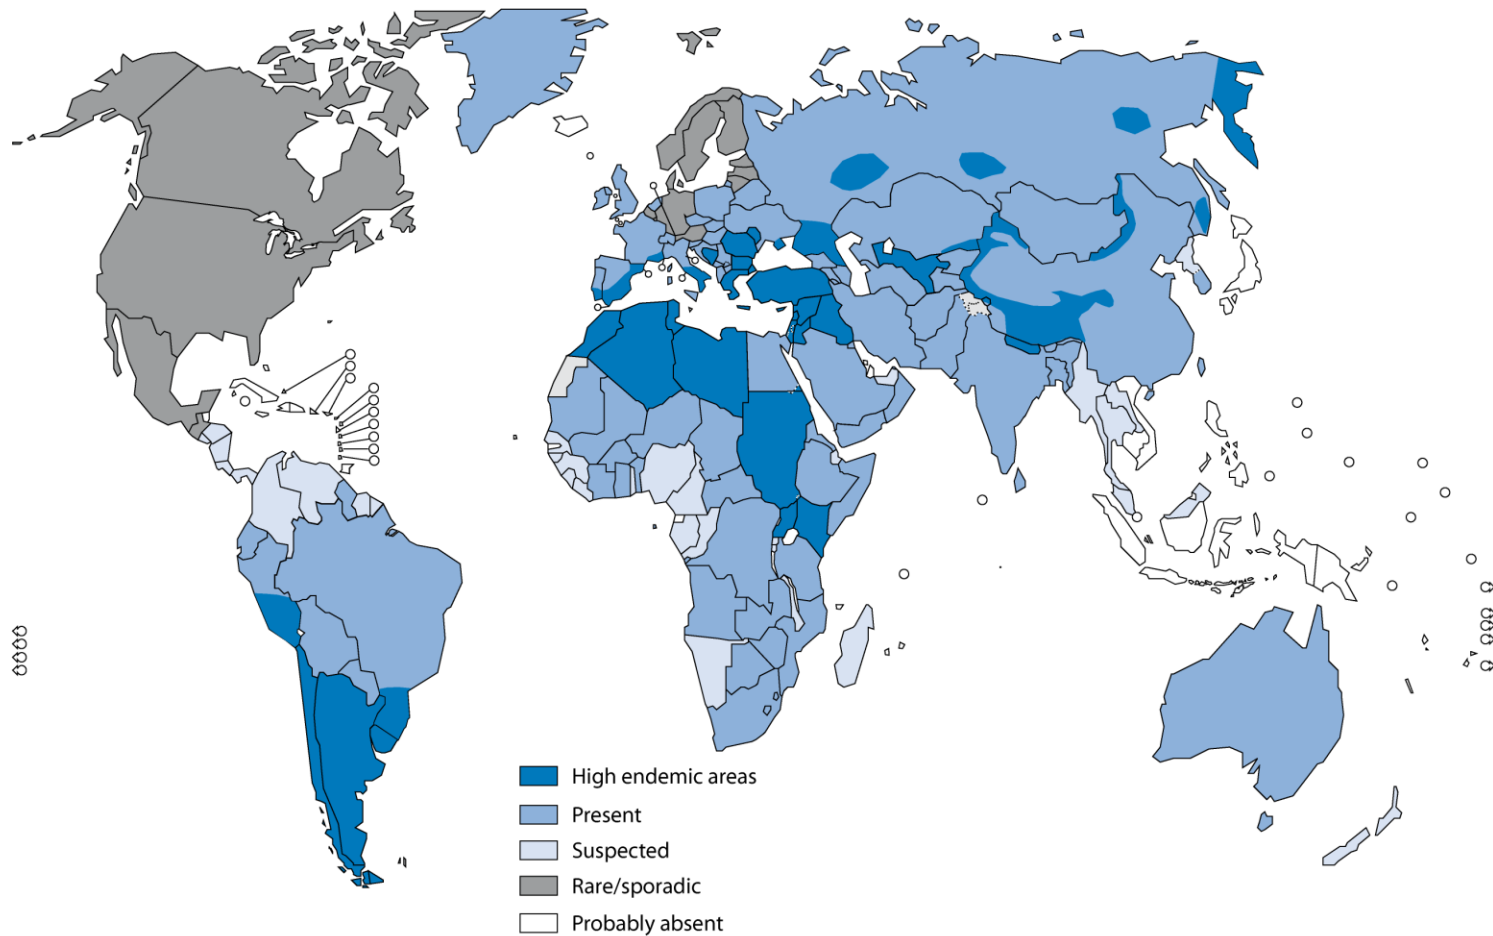 High endemic areas
Present
Suspected
Rare/sporadic
Probably absent